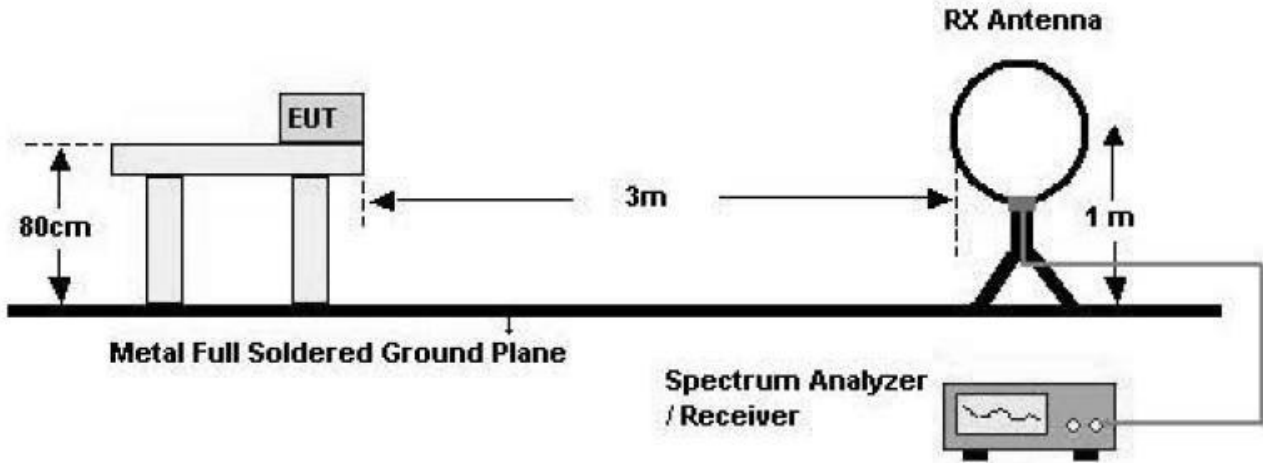 RX Antenna
EUT
80cm
3m
1 m
Metal Full Soldered Ground Plane
Spectrum Analyzer
/ Receiver